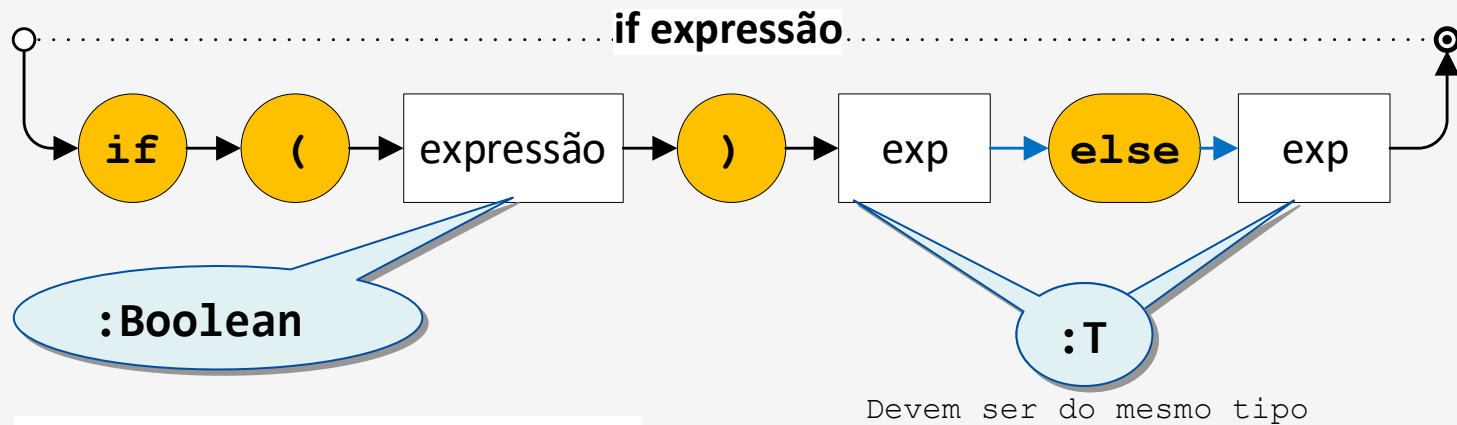 if expressão
if ( expressão ) exp else exp
:Boolean
:T
Devem ser do mesmo tipo